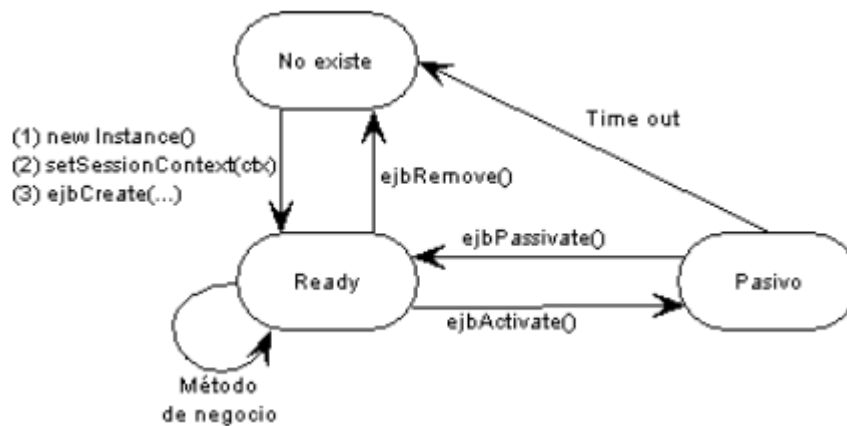 No existe
Time out
(1) new Instance()
(2) setSessionContext(ctx)
(3) ejbCreate(...)
ejbRemove()
ejbPassivate()
Ready
Pasivo
ejbActivate()
Método
de negocio